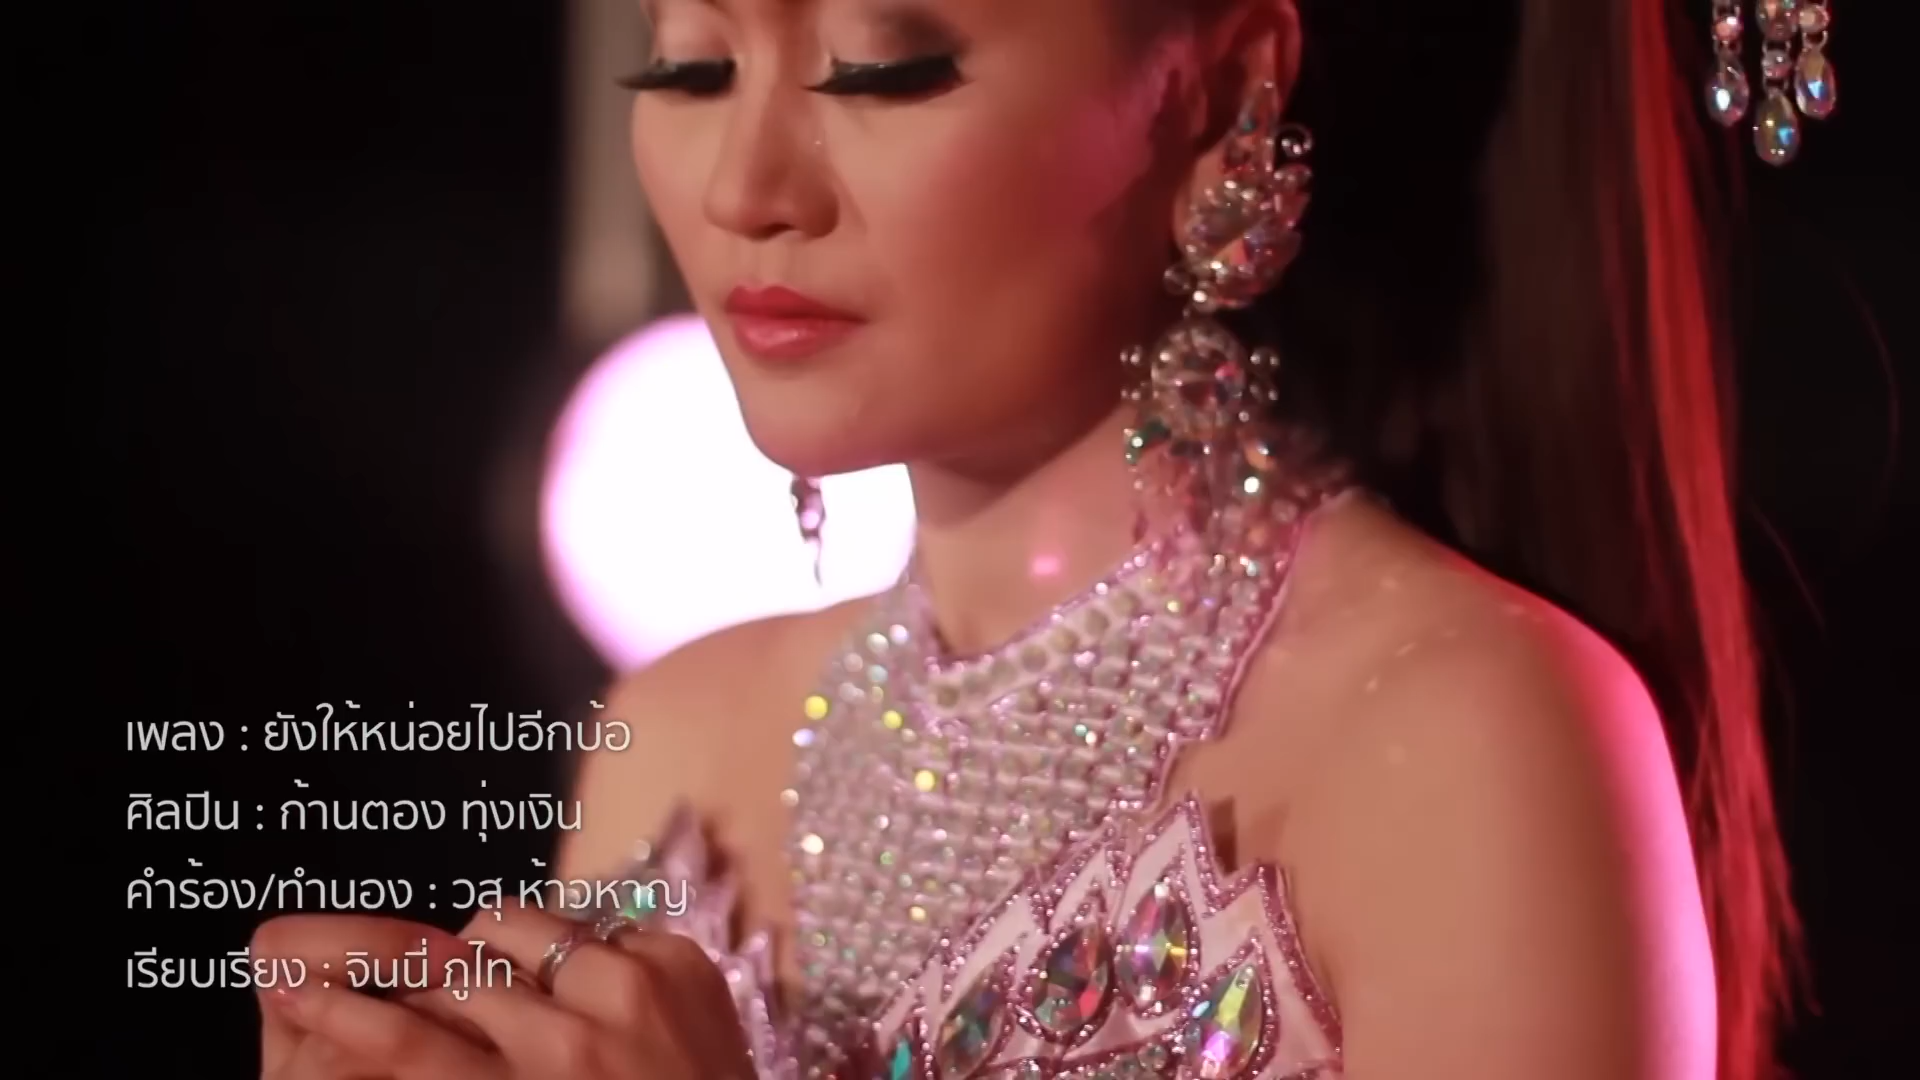 เพลง : ยังให้หน่อยไปอีกบ้อ
ศิลปิน : ก้านตอง ทุ่งเงิน
คำร้อง/ทำนอง : วสุ ห้าวหาญ
เรียบเรียง : จินนี่ ภูไท